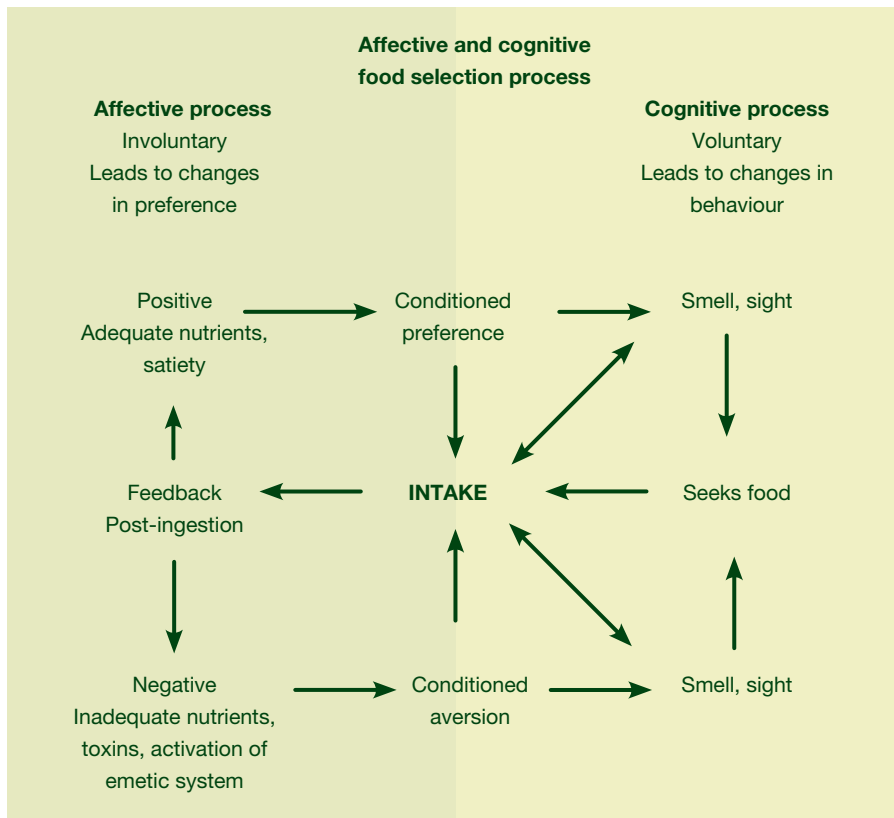 Affective and cognitive
food selection process
Affective process
Involuntary
Leads to changes
in preference
Cognitive process
Voluntary
Leads to changes in
behaviour
Positive
Adequate nutrients,
satiety
Conditioned
preference
Smell, sight
Feedback
Post-ingestion
INTAKE
Seeks food
Negative
Inadequate nutrients,
toxins, activation of
emetic system
Conditioned
aversion
Smell, sight